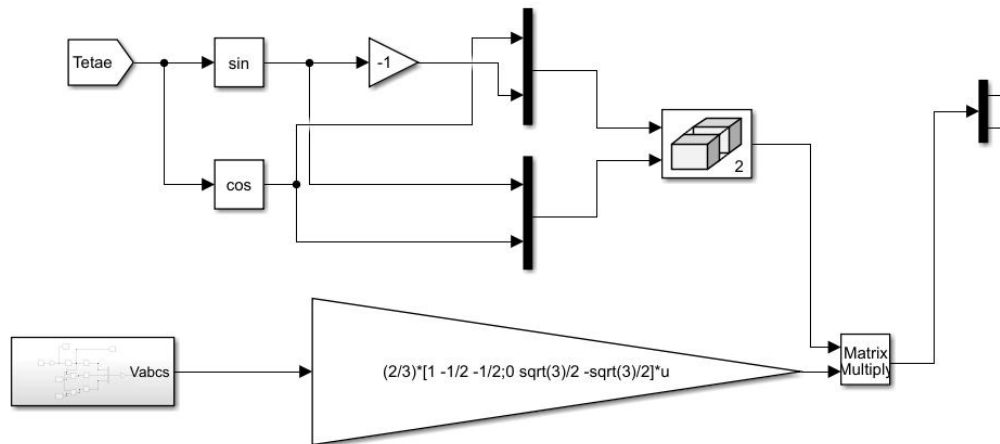 Tetae
sin
-1
cos
2
Vabcs
(2/3)*[1 -1/2 -1/2;0 sqrt(3)/2 -sqrt(3)/2]*u
Matrix
Multiply